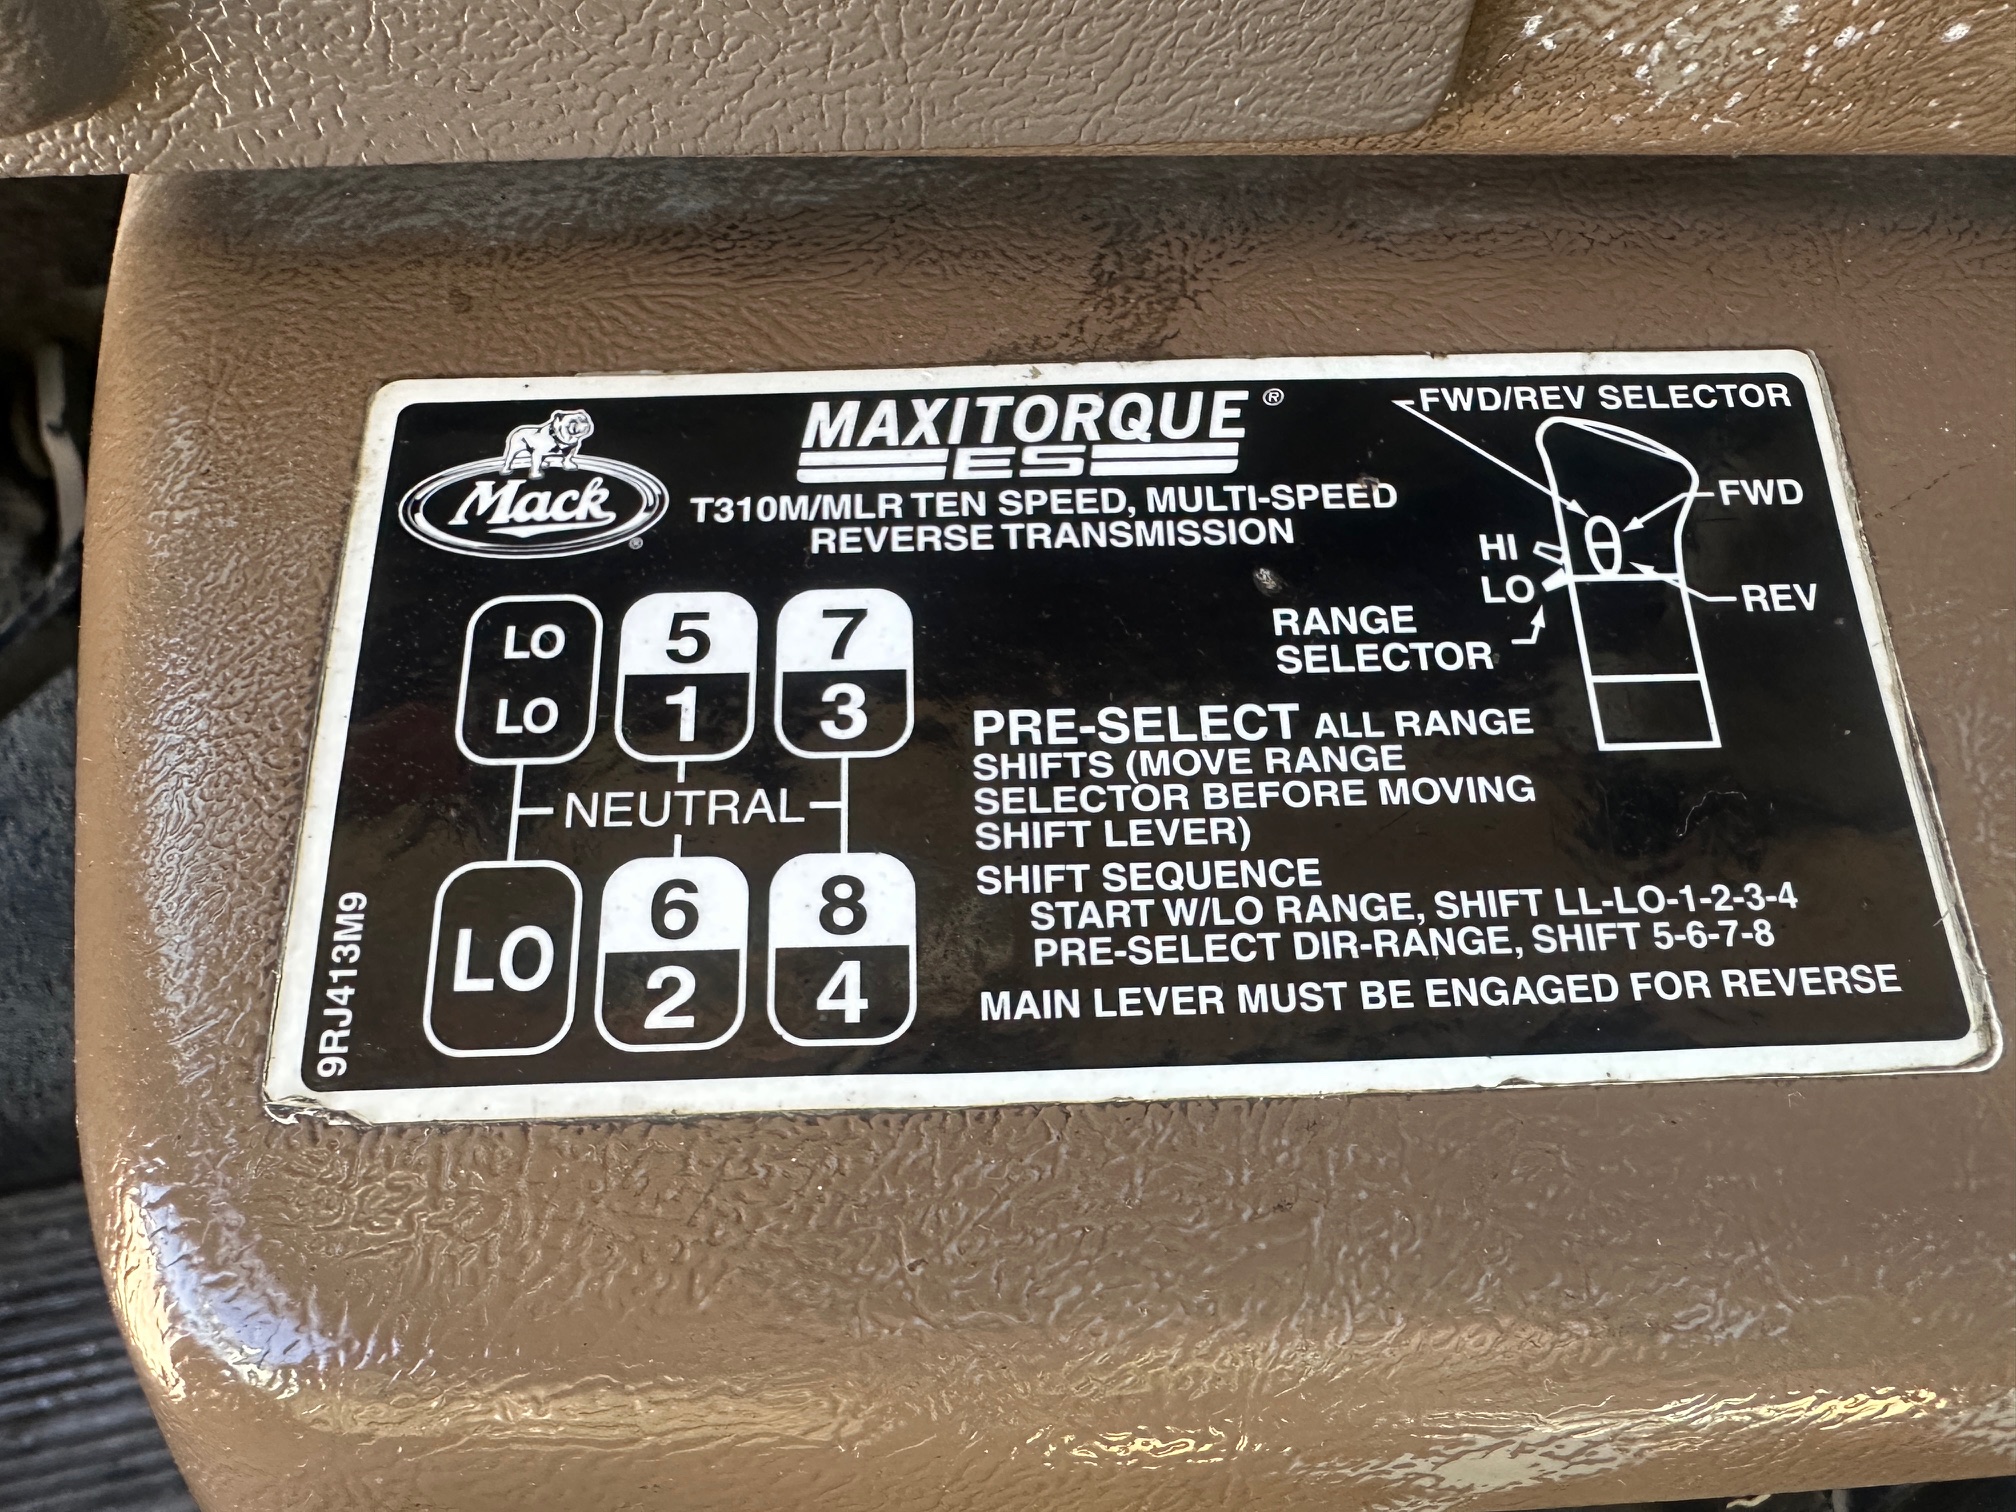 Mack®
MAXITORQUE®
ES
T310M/MLR TEN SPEED, MULTI-SPEED
REVERSE TRANSMISSION
FWD/REV SELECTOR
FWD
HI
LO
REV
RANGE
SELECTOR
LO
LO
5
1
7
3
NEUTRAL
LO
6
2
8
4
PRE-SELECT ALL RANGE
SHIFTS (MOVE RANGE
SELECTOR BEFORE MOVING
SHIFT LEVER)
SHIFT SEQUENCE
START W/LO RANGE, SHIFT LL-LO-1-2-3-4
PRE-SELECT DIR-RANGE, SHIFT 5-6-7-8
MAIN LEVER MUST BE ENGAGED FOR REVERSE
9RJ413M9